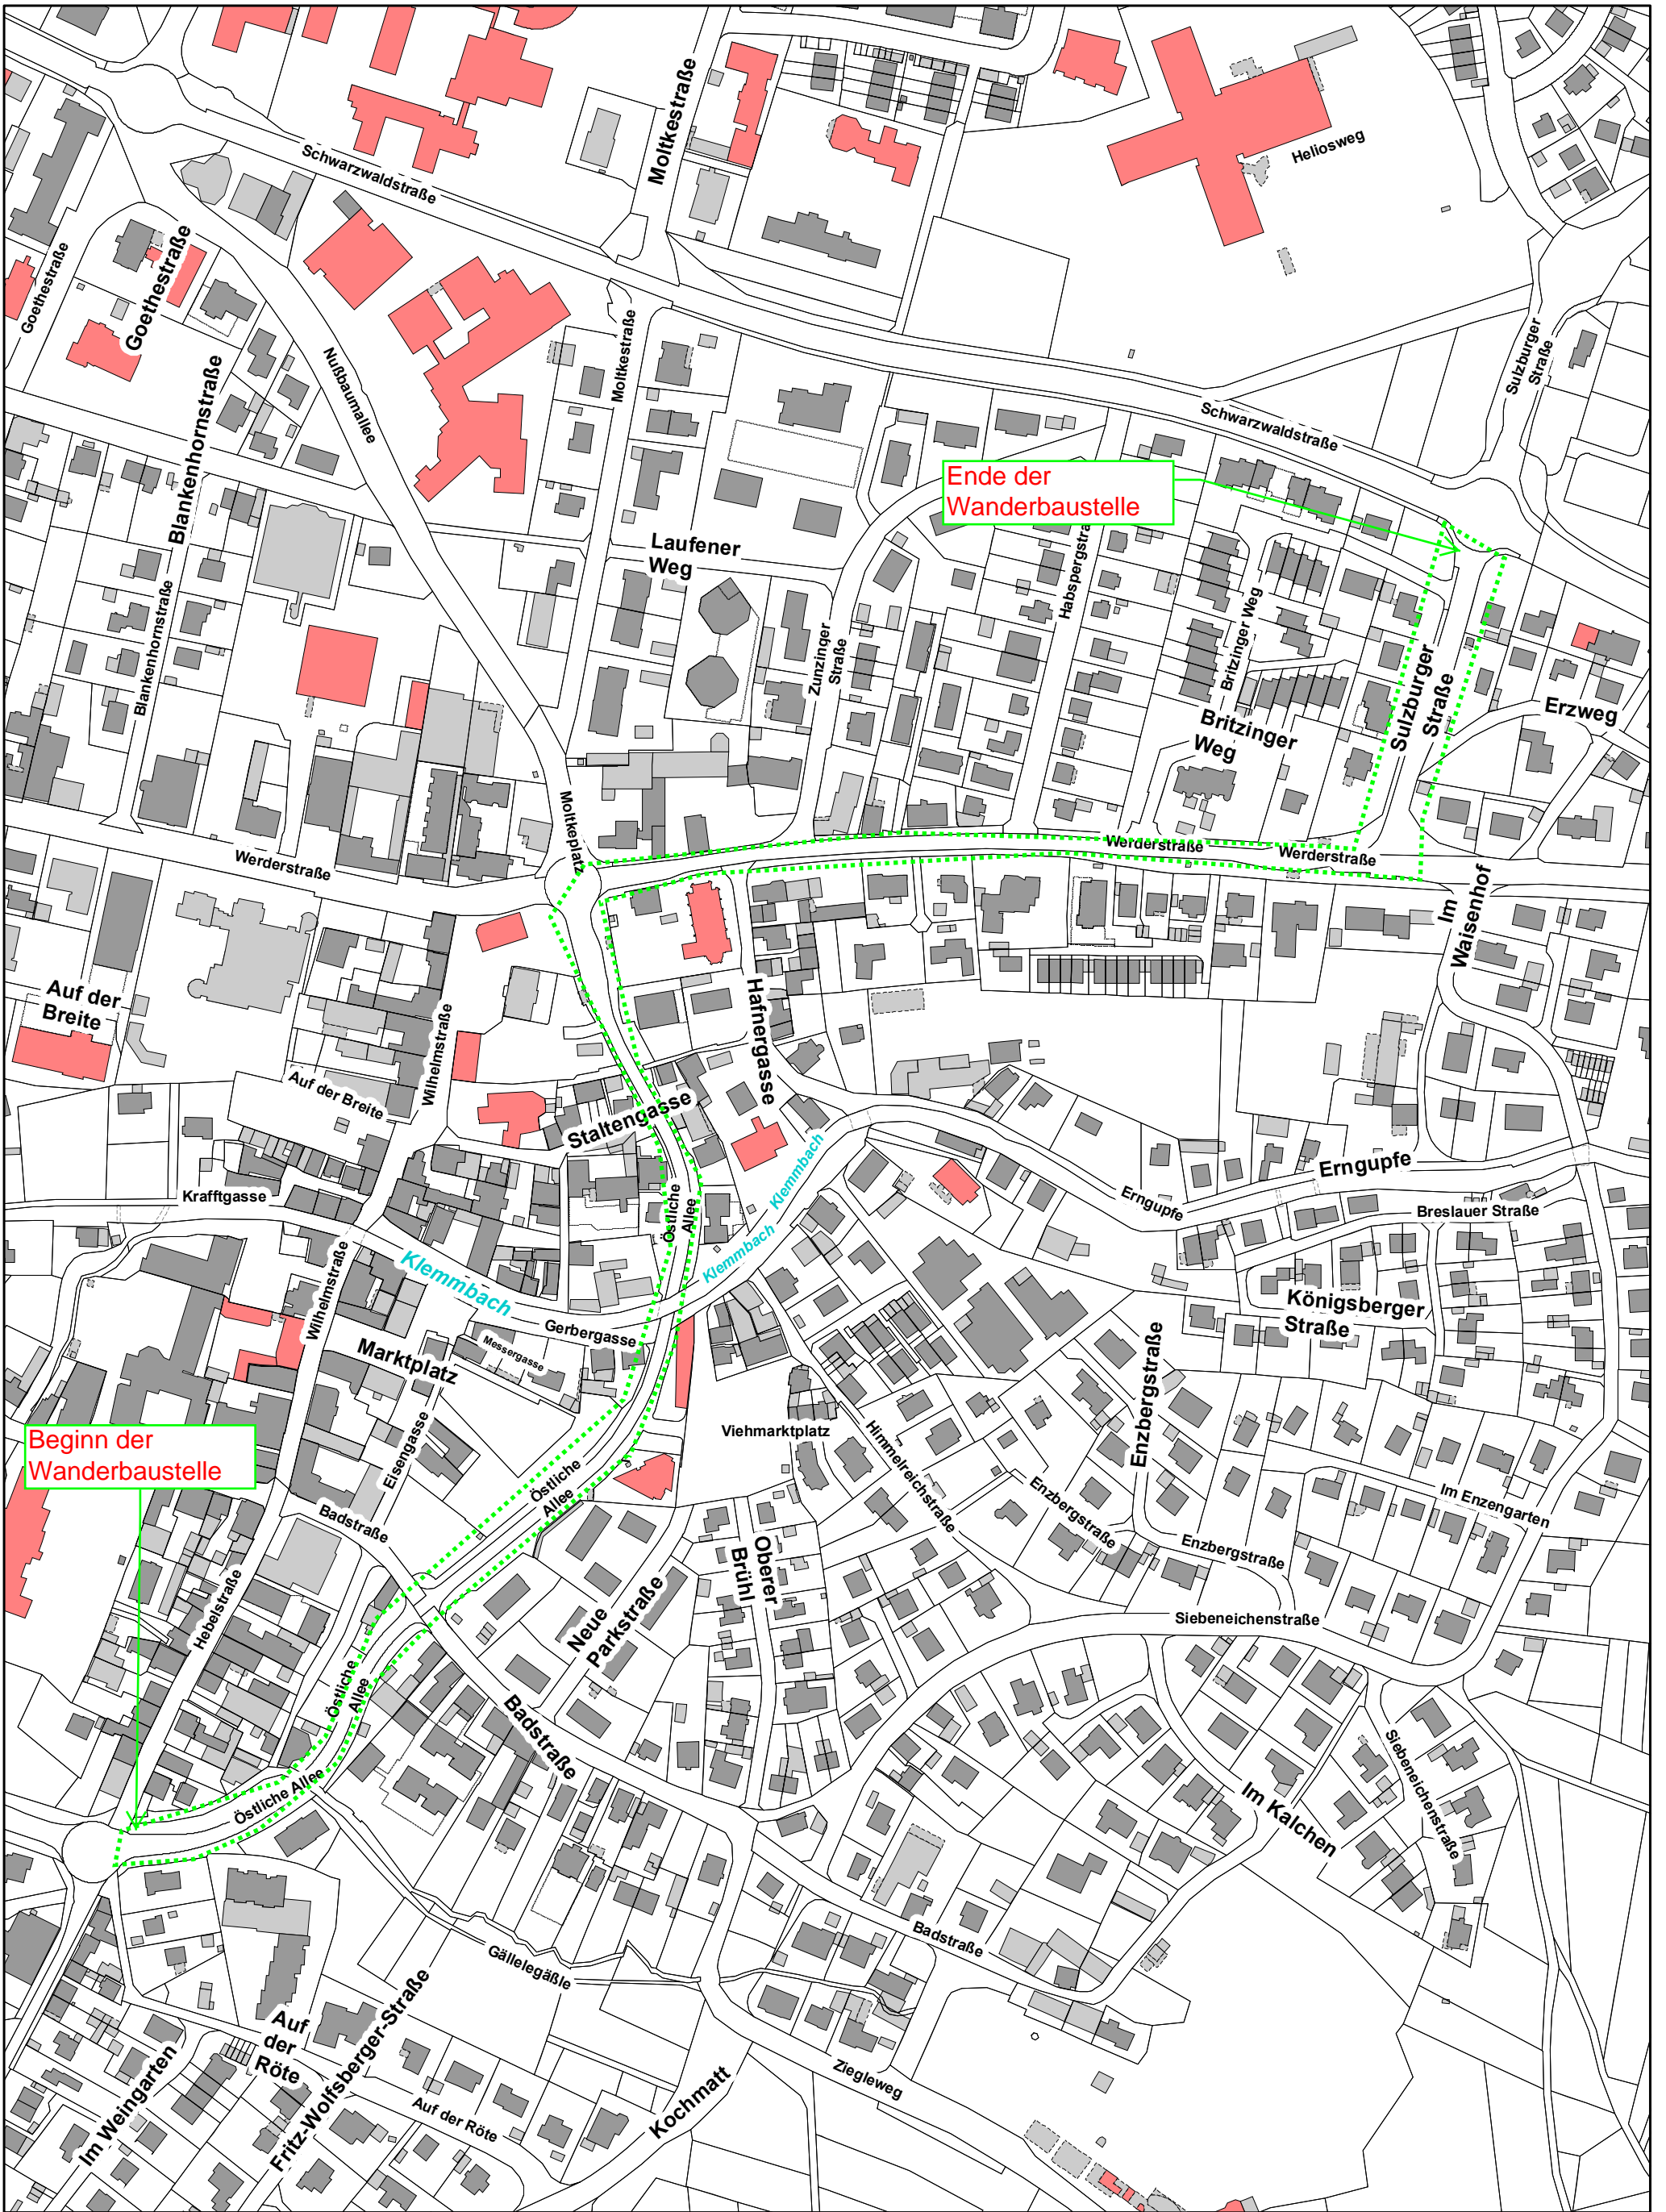 Moltkestraße
Heliosweg
Schwarzwaldstraße
Goethestraße
Goethestraße
Nußbaumallee
Moltkestraße
Sulzburger
Straße
Blankenhornstraße
Schwarzwaldstraße
Ende der
Wanderbaustelle
Habspergstra
Laufener
Weg
Blankenhornstraße
Zunzinger
Straße
Britzinger Weg
Britzinger
Weg
Sulzburger
Straße
Erzweg
Moltkeplatz
Werderstraße
Werderstraße
Werderstraße
Im
Waisenhof
Auf der
Breite
Hafnergasse
Wilhelmstraße
Auf der Breite
Staltengasse
Klemmbach
Erngupfe
Krafftgasse
Östliche
Allee
Klemmbach
Erngupfe
Breslauer Straße
Klemmbach
Wilhelmstraße
Königsberger
Straße
Gerbergasse
Messergasse
Marktplatz
Enzbergstraße
Beginn der
Wanderbaustelle
Eisengasse
Viehmarktplatz
Himmelreichstraße
Östliche
Allee
Im Enzengarten
Enzbergstraße
Badstraße
Enzbergstraße
Oberer
Brühl
Hebelstraße
Neue
Parkstraße
Siebeneichenstraße
Östliche
Allee
Badstraße
Östliche Allee
Im Kalchen
Siebeneichenstraße
Badstraße
Gällelegäßle
Auf
der
Röte
Fritz-Wolfsberger-Straße
Im Weingarten
Auf der Röte
Kochmatt
Ziegleweg